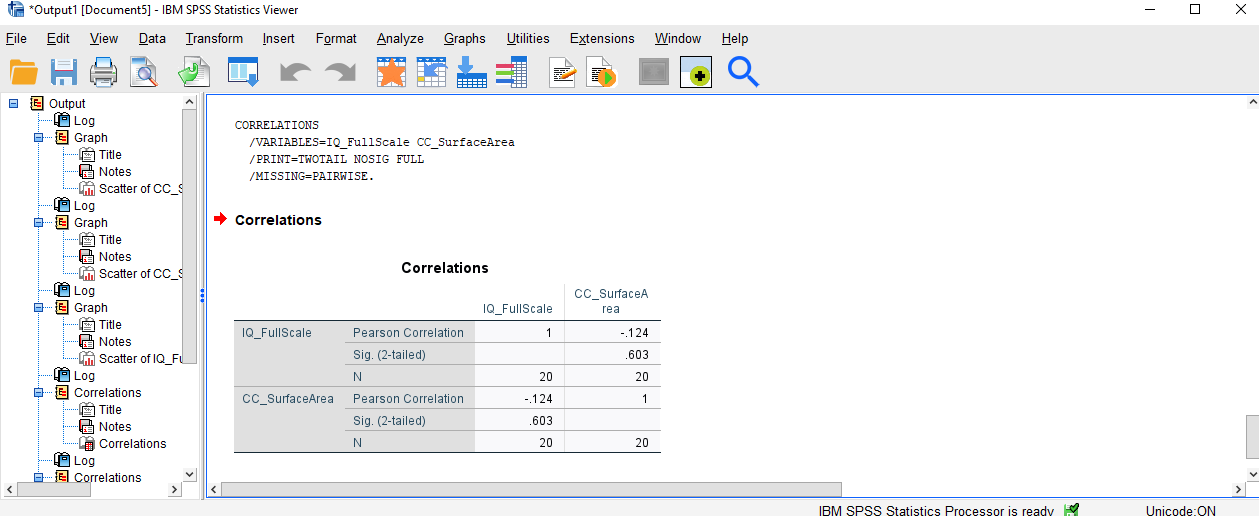 *Output1 [Document5] - IBM SPSS Statistics Viewer
File Edit View Data Transform Insert Format Analyze Graphs Utilities Extensions Window Help
Output
Log
Graph
Title
Notes
Scatter of CC_S
Log
Graph
Title
Notes
Scatter of CC_S
Log
Graph
Title
Notes
Scatter of IQ_Fu
Log
Correlations
Title
Notes
Correlations
Log
Correlations
CORRELATIONS
/VARIABLES=IQ_FullScale CC_SurfaceArea
/PRINT=TWOTAIL NOSIG FULL
/MISSING=PAIRWISE.
Correlations
Correlations
IQ_FullScale CC_SurfaceA
rea
IQ_FullScale Pearson Correlation 1 -.124
Sig. (2-tailed) .603
N 20 20
CC_SurfaceArea Pearson Correlation -.124 1
Sig. (2-tailed) .603
N 20 20
IBM SPSS Statistics Processor is ready Unicode:ON